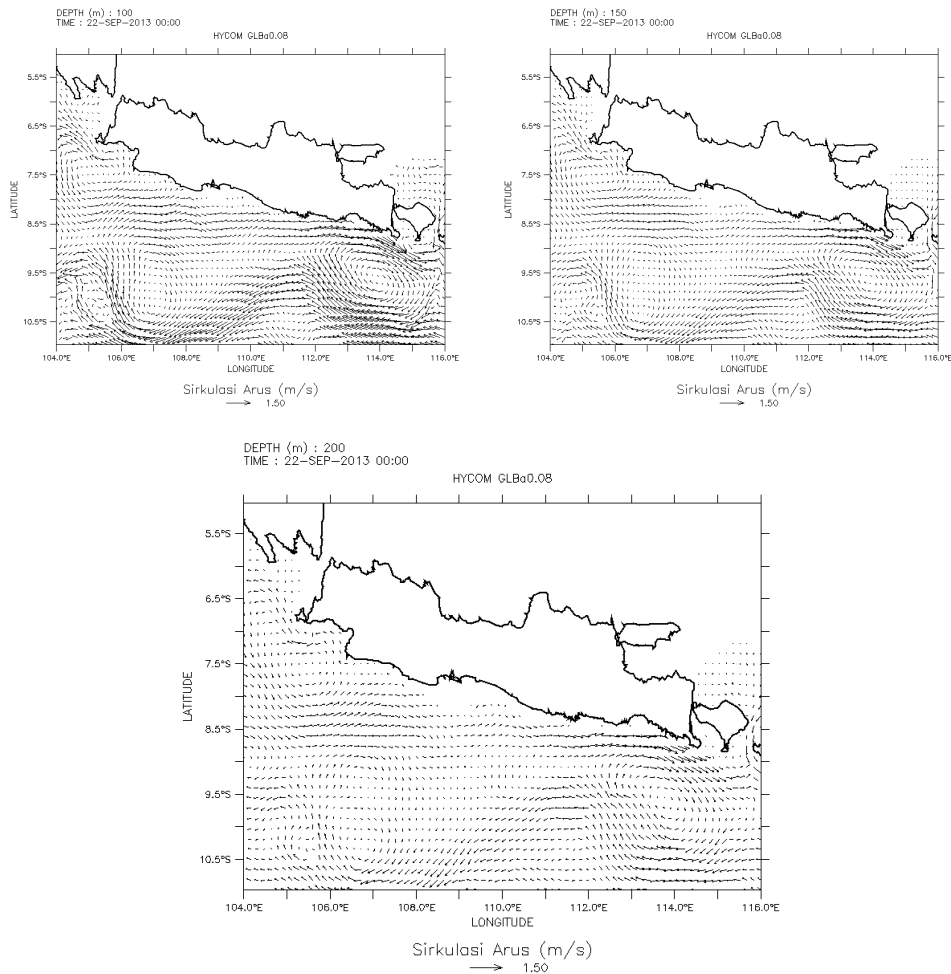 DEPTH (m) : 100
TIME : 22-SEP-2013 00:00
HYCOM GLBa0.08
5.5°S
6.5°S
7.5°S
8.5°S
9.5°S
10.5°S
LATITUDE
104.0°E 106.0°E 108.0°E 110.0°E 112.0°E 114.0°E 116.0°E
LONGITUDE
Sirkulasi Arus (m/s)
1.50
DEPTH (m) : 150
TIME : 22-SEP-2013 00:00
HYCOM GLBa0.08
5.5°S
6.5°S
7.5°S
8.5°S
9.5°S
10.5°S
LATITUDE
104.0°E 106.0°E 108.0°E 110.0°E 112.0°E 114.0°E 116.0°E
LONGITUDE
Sirkulasi Arus (m/s)
1.50
DEPTH (m) : 200
TIME : 22-SEP-2013 00:00
HYCOM GLBa0.08
5.5°S
6.5°S
7.5°S
8.5°S
9.5°S
10.5°S
LATITUDE
104.0°E 106.0°E 108.0°E 110.0°E 112.0°E 114.0°E 116.0°E
LONGITUDE
Sirkulasi Arus (m/s)
1.50